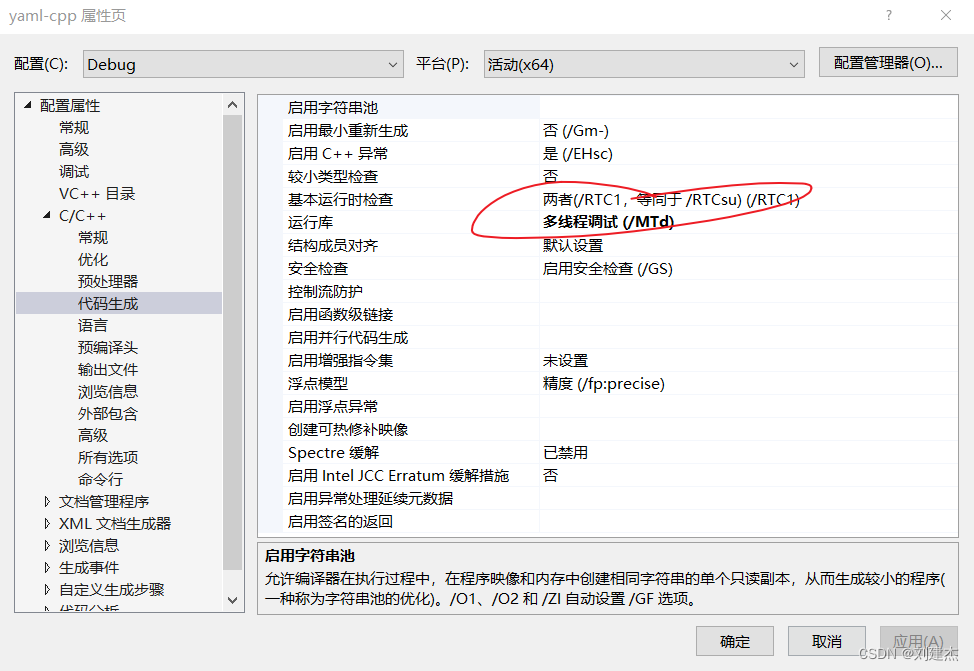 yaml-cpp 属性页
配置(C): Debug 平台(P): 活动(x64) 配置管理器(O)...
配置属性
常规
高级
调试
VC++ 目录
C/C++
常规
优化
预处理器
代码生成
语言
预编译头
输出文件
浏览信息
外部包含
高级
所有选项
命令行
文档管理程序
XML 文档生成器
浏览信息
生成事件
自定义生成步骤
代码分析
启用字符串池
启用最小重新生成 否 (/Gm-)
启用 C++ 异常 是 (/EHsc)
较小类型检查 否
基本运行时检查 两者(/RTC1，等同于 /RTCsu) (/RTC1)
运行库 多线程调试 (/MTd)
结构成员对齐 默认设置
安全检查 启用安全检查 (/GS)
控制流防护
启用函数级链接
启用并行代码生成
启用增强指令集 未设置
浮点模型 精度 (/fp:precise)
启用浮点异常
创建可热修补映像
Spectre 缓解 已禁用
启用 Intel JCC Erratum 缓解措施 否
启用异常处理延续元数据
启用签名的返回
启用字符串池
允许编译器在执行过程中，在程序映像和内存中创建相同字符串的单个只读副本，从而生成较小的程序(
一种称为字符串池的优化)。/O1、/O2 和 /ZI 自动设置 /GF 选项。
确定 取消 应用(A)
CSDN @刘建杰